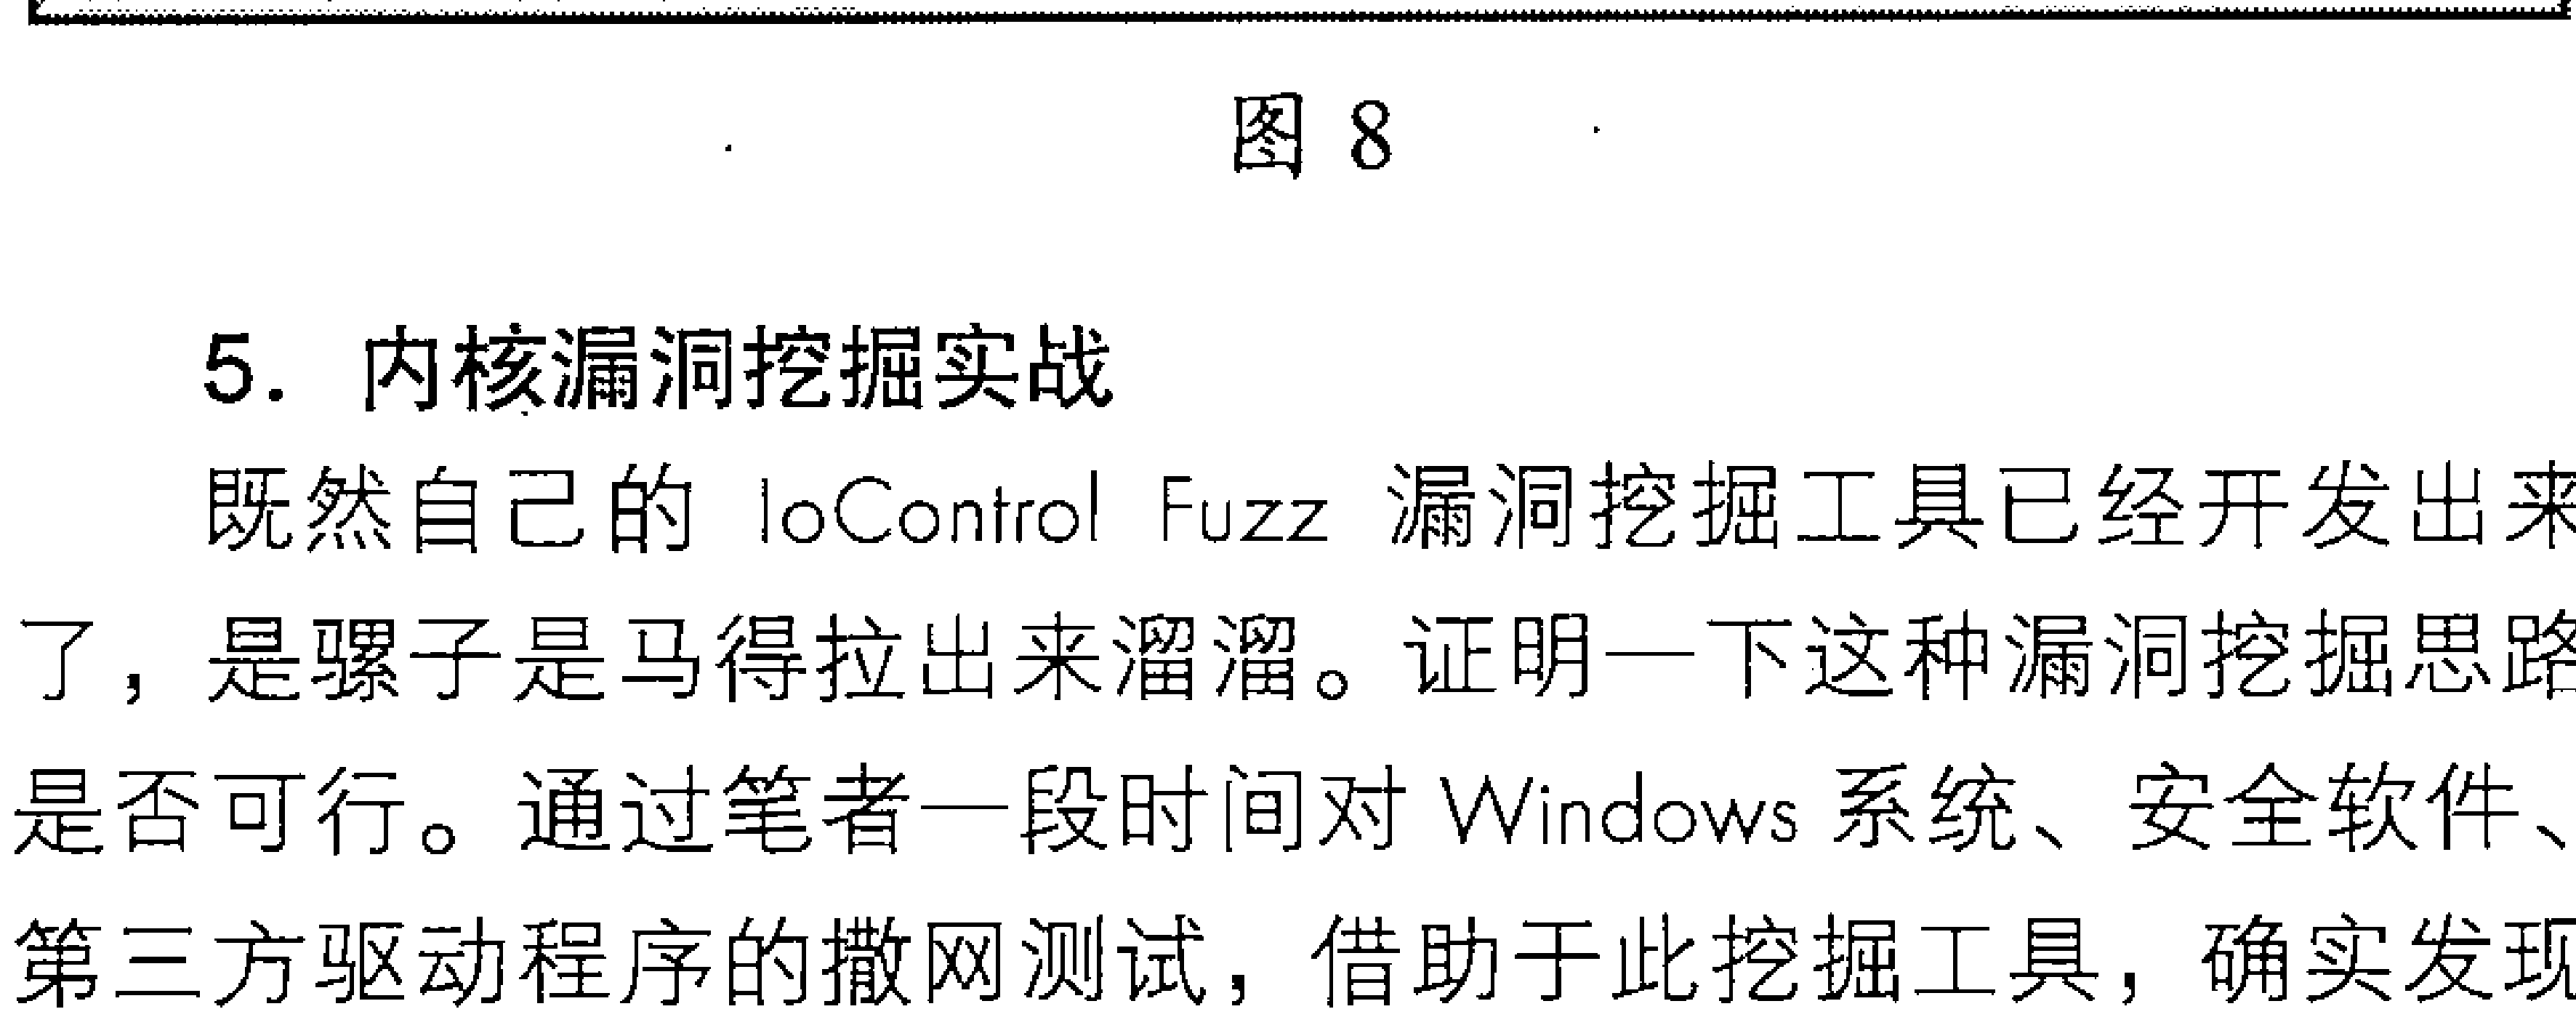 图 8
5. 内核漏洞挖掘实战
既然自己的 IoControl Fuzz 漏洞挖掘工具已经开发出来
了，是骡子是马得拉出来溜溜。证明一下这种漏洞挖掘思路
是否可行。通过笔者一段时间对 Windows 系统、安全软件、
第三方驱动程序的撒网测试，借助于此挖掘工具，确实发现